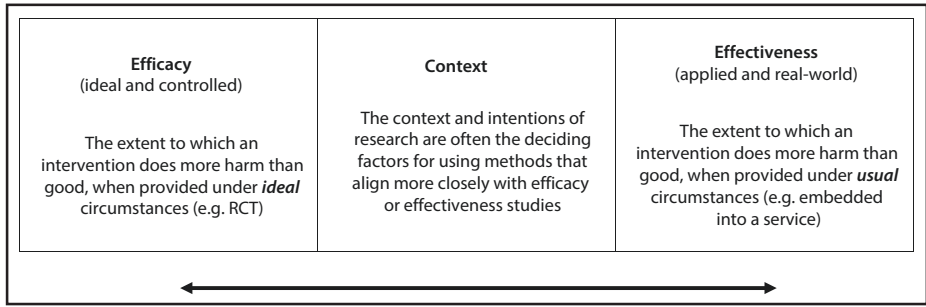 Efficacy
(ideal and controlled)
The extent to which an
intervention does more harm than
good, when provided under ideal
circumstances (e.g. RCT)
Context
The context and intentions of
research are often the deciding
factors for using methods that
align more closely with efficacy
or effectiveness studies
Effectiveness
(applied and real-world)
The extent to which an
intervention does more harm than
good, when provided under usual
circumstances (e.g. embedded
into a service)